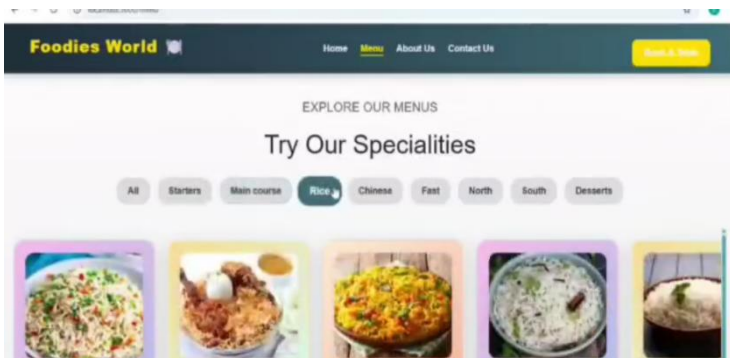 Foodies World
Home Menu About Us Contact Us
EXPLORE OUR MENUS
Try Our Specialities
All Starters Main course Rice Chinese Fast North South Desserts